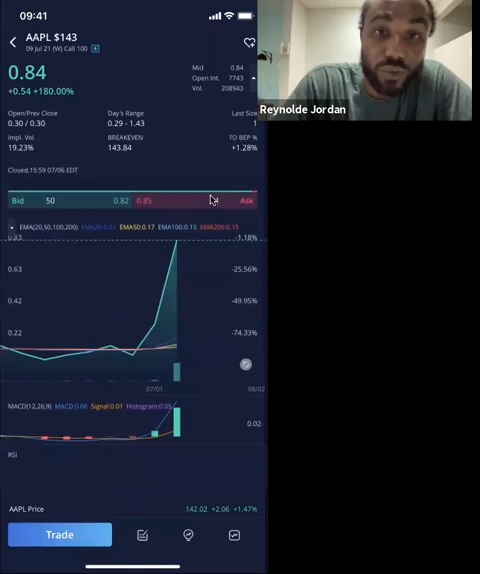 09:41
AAPL $143
09 Jul 21 (W) Call 100
0.84
+0.54 +180.00%
Mid 0.84
Open Int. 7743
Vol. 208943
Open/Prev Close Day's Range Last Size
0.30 / 0.30 0.29 - 1.43 1
Impl. Vol. BREAKEVEN TO BEP %
19.23% 143.84 +1.28%
Closed,15:59 07/06 EDT
Bid 50 0.82 0.85 Ask
EMA(20,50,100,200) EMA20:0.21 EMA50:0.17 EMA100:0.15 EMA200:0.15
0.83 -1.18%
0.63 -25.56%
0.42 -49.95%
0.22 -74.33%
07/01 08/02
MACD(12,26,9) MACD:0.06 Signal:0.01 Histogram:0.05
0.02
RSI
AAPL Price 142.02 +2.06 +1.47%
Trade
Reynolde Jordan